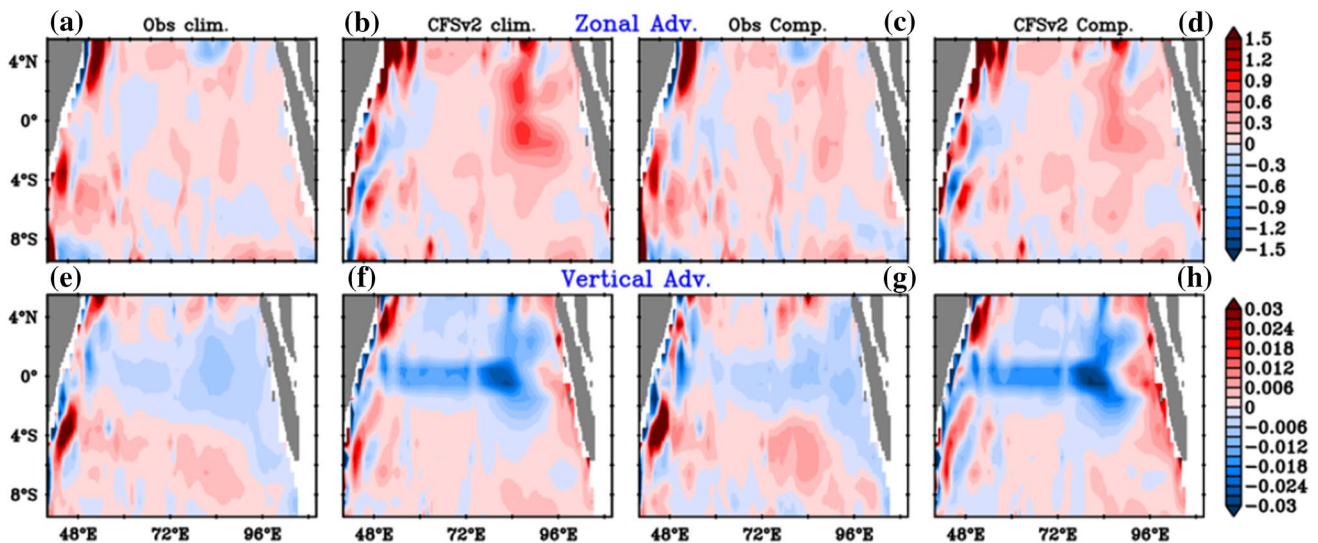 (a) Obs clim. (b) CFSv2 clim. Zonal Adv. Obs Comp. (c) CFSv2 Comp. (d)
4°N
0°
4°S
8°S
1.5
1.2
0.9
0.6
0.3
0
−0.3
−0.6
−0.9
−1.2
−1.5
(e) (f) Vertical Adv. (g) (h)
4°N
0°
4°S
8°S
0.03
0.024
0.018
0.012
0.006
0
−0.006
−0.012
−0.018
−0.024
−0.03
48°E 72°E 96°E 48°E 72°E 96°E 48°E 72°E 96°E 48°E 72°E 96°E